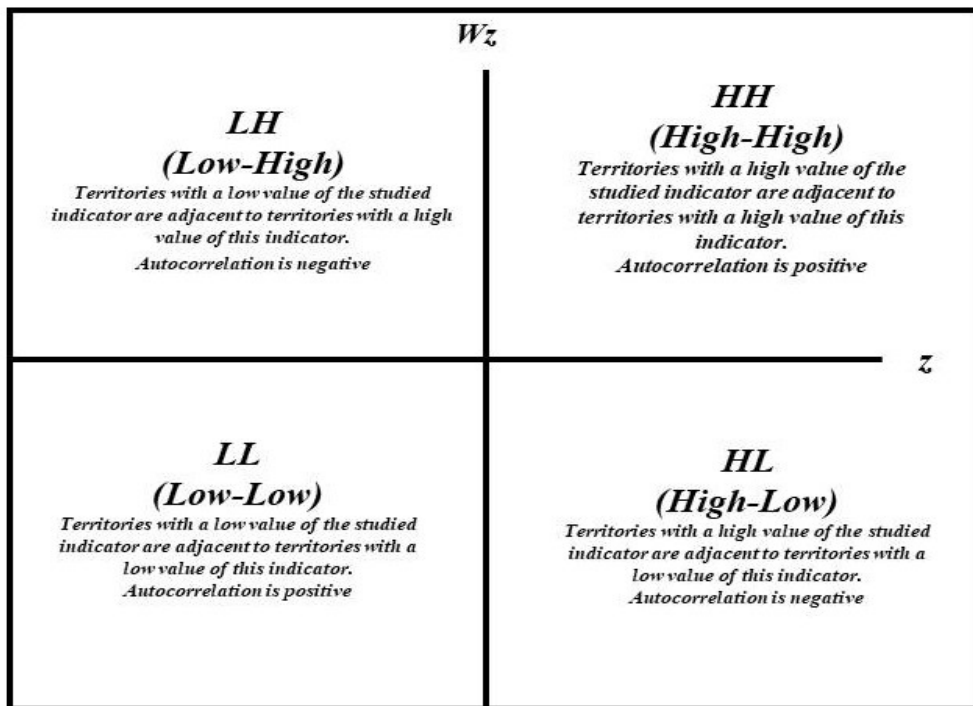 Wz
LH
(Low-High)
Territories with a low value of the studied
indicator are adjacent to territories with a high
value of this indicator.
Autocorrelation is negative
HH
(High-High)
Territories with a high value of the
studied indicator are adjacent to
territories with a high value of this
indicator.
Autocorrelation is positive
z
LL
(Low-Low)
Territories with a low value of the studied
indicator are adjacent to territories with a
low value of this indicator.
Autocorrelation is positive
HL
(High-Low)
Territories with a high value of the studied
indicator are adjacent to territories with a
low value of this indicator.
Autocorrelation is negative